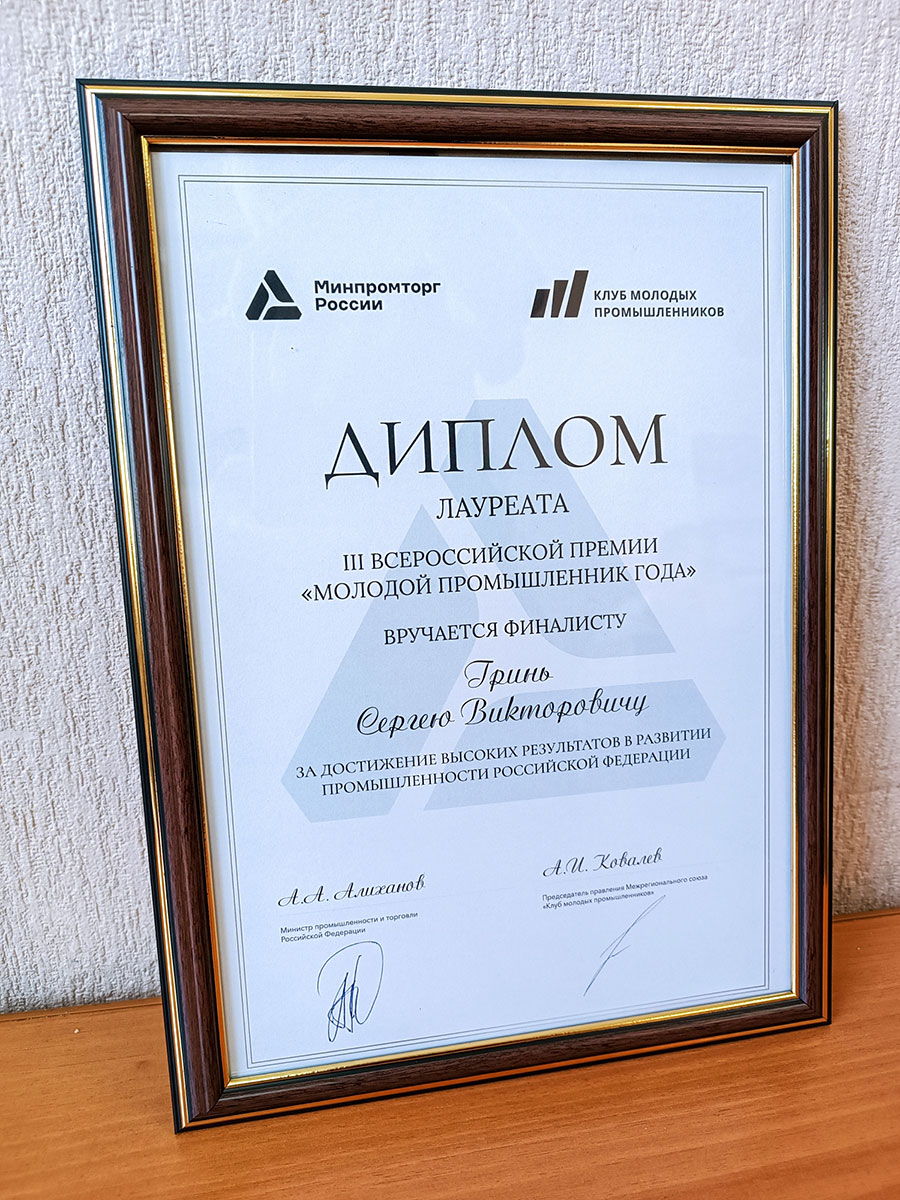 Минпромторг
России
КЛУБ МОЛОДЫХ
ПРОМЫШЛЕННИКОВ
ДИПЛОМ
ЛАУРЕАТА
III ВСЕРОССИЙСКОЙ ПРЕМИИ
«МОЛОДОЙ ПРОМЫШЛЕННИК ГОДА»
ВРУЧАЕТСЯ ФИНАЛИСТУ
Гринь
Сергею Викторовичу
ЗА ДОСТИЖЕНИЕ ВЫСОКИХ РЕЗУЛЬТАТОВ В РАЗВИТИИ
ПРОМЫШЛЕННОСТИ РОССИЙСКОЙ ФЕДЕРАЦИИ
А.А. Алиханов
Министр промышленности и торговли
Российской Федерации
А.И. Ковалев
Председатель правления Межрегионального союза
«Клуб молодых промышленников»